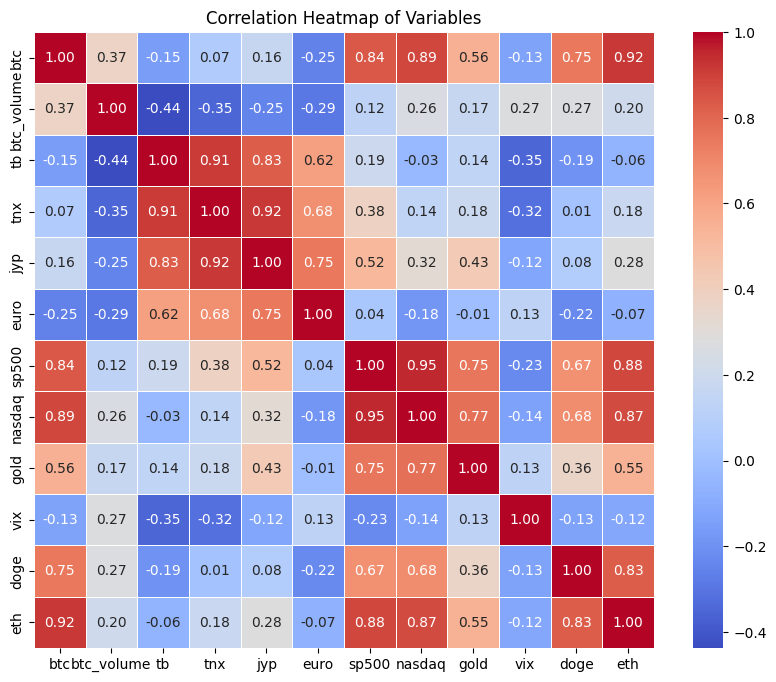 Correlation Heatmap of Variables
btc 1.00 0.37 -0.15 0.07 0.16 -0.25 0.84 0.89 0.56 -0.13 0.75 0.92
btc_volume 0.37 1.00 -0.44 -0.35 -0.25 -0.29 0.12 0.26 0.17 0.27 0.27 0.20
tb -0.15 -0.44 1.00 0.91 0.83 0.62 0.19 -0.03 0.14 -0.35 -0.19 -0.06
tnx 0.07 -0.35 0.91 1.00 0.92 0.68 0.38 0.14 0.18 -0.32 0.01 0.18
jyp 0.16 -0.25 0.83 0.92 1.00 0.75 0.52 0.32 0.43 -0.12 0.08 0.28
euro -0.25 -0.29 0.62 0.68 0.75 1.00 0.04 -0.18 -0.01 0.13 -0.22 -0.07
sp500 0.84 0.12 0.19 0.38 0.52 0.04 1.00 0.95 0.75 -0.23 0.67 0.88
nasdaq 0.89 0.26 -0.03 0.14 0.32 -0.18 0.95 1.00 0.77 -0.14 0.68 0.87
gold 0.56 0.17 0.14 0.18 0.43 -0.01 0.75 0.77 1.00 0.13 0.36 0.55
vix -0.13 0.27 -0.35 -0.32 -0.12 0.13 -0.23 -0.14 0.13 1.00 -0.13 -0.12
doge 0.75 0.27 -0.19 0.01 0.08 -0.22 0.67 0.68 0.36 -0.13 1.00 0.83
eth 0.92 0.20 -0.06 0.18 0.28 -0.07 0.88 0.87 0.55 -0.12 0.83 1.00
btc btc_volume tb tnx jyp euro sp500 nasdaq gold vix doge eth
1.0
0.8
0.6
0.4
0.2
0.0
−0.2
−0.4